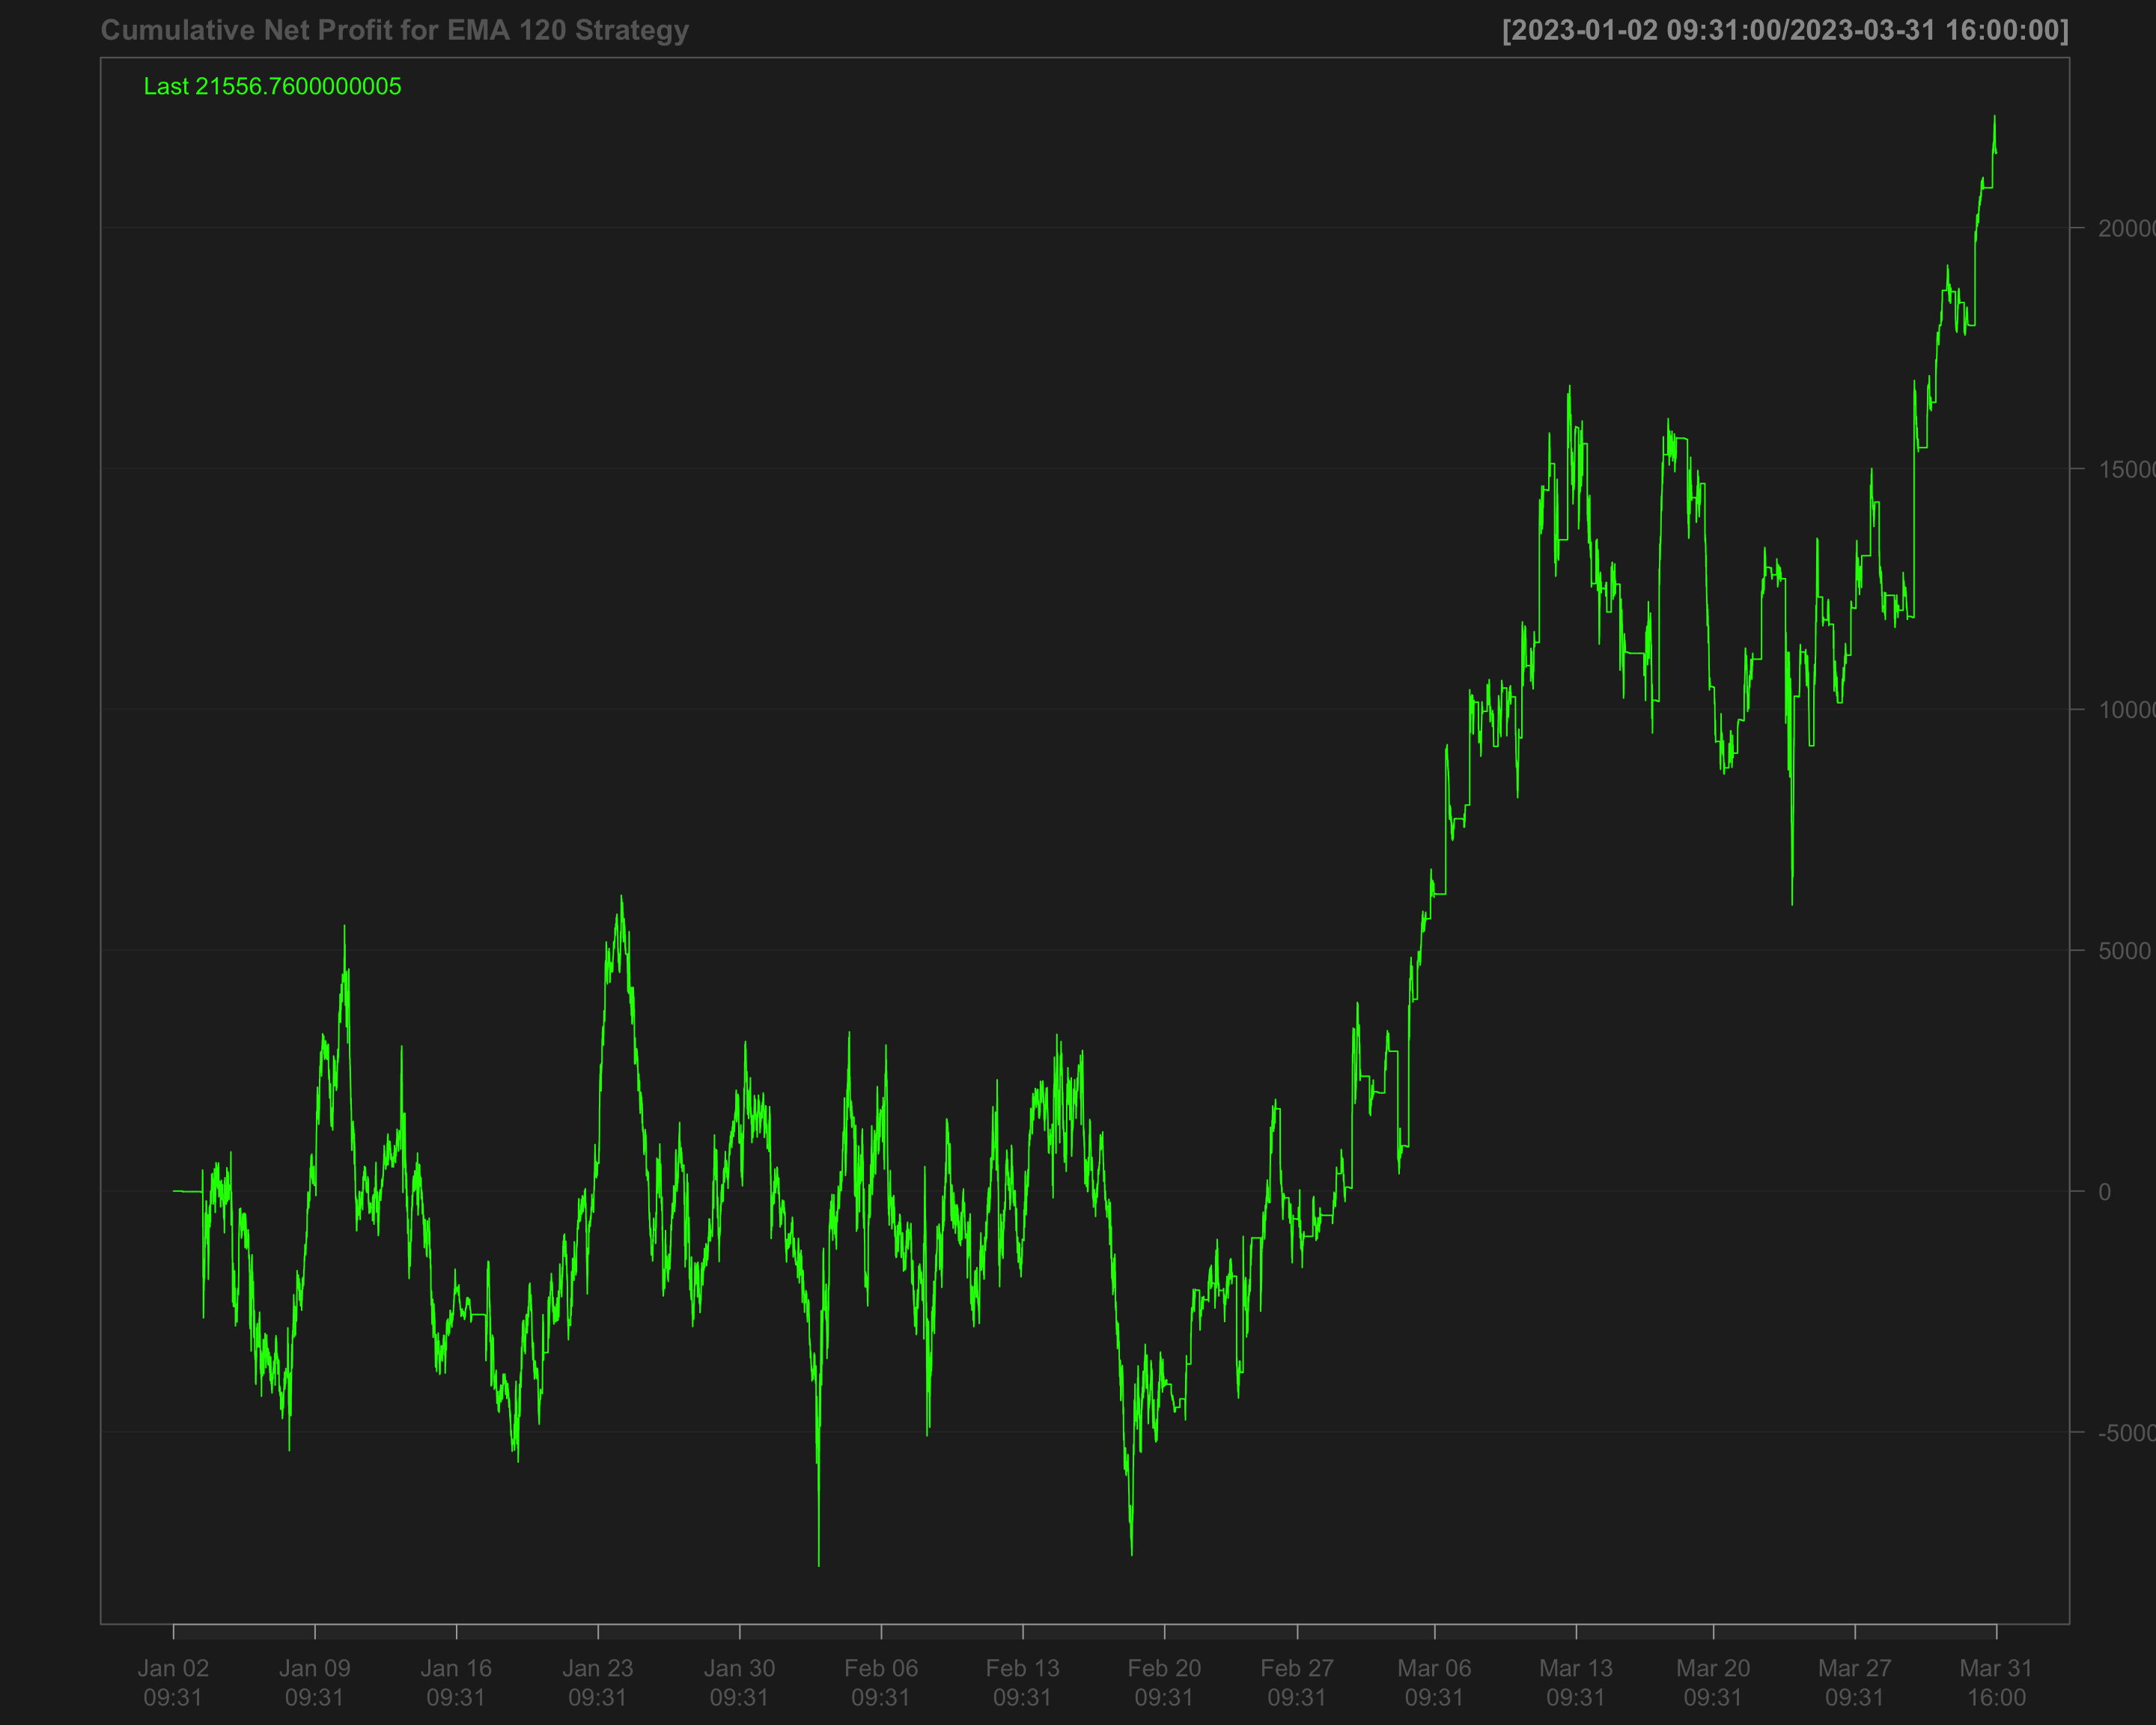 Cumulative Net Profit for EMA 120 Strategy
[2023-01-02 09:31:00/2023-03-31 16:00:00]
Last 21556.7600000005
20000
15000
10000
5000
0
-5000
Jan 02 Jan 09 Jan 16 Jan 23 Jan 30 Feb 06 Feb 13 Feb 20 Feb 27 Mar 06 Mar 13 Mar 20 Mar 27 Mar 31
09:31 09:31 09:31 09:31 09:31 09:31 09:31 09:31 09:31 09:31 09:31 09:31 09:31 16:00